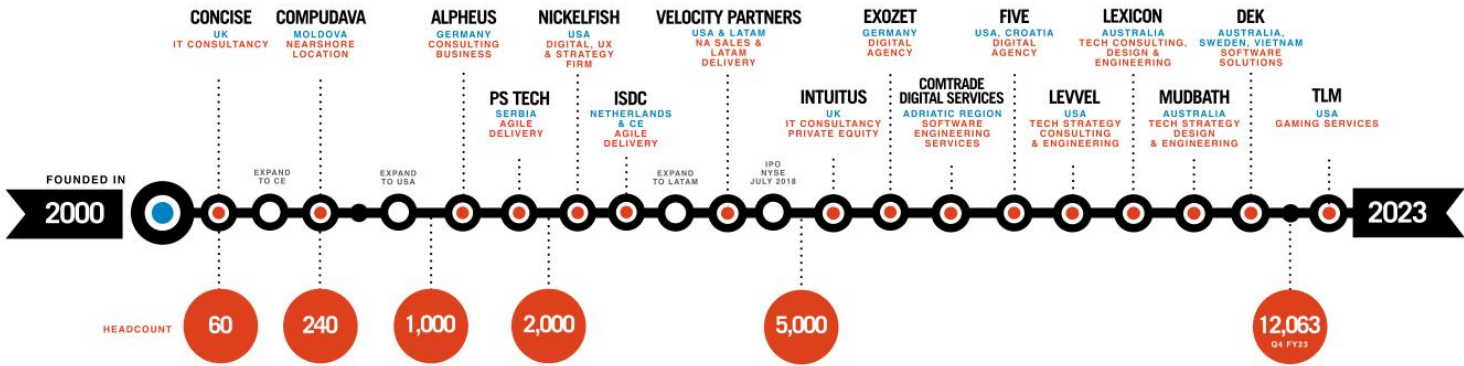 CONCISE
UK
IT CONSULTANCY
COMPUDAVA
MOLDOVA
NEARSHORE
LOCATION
ALPHEUS
GERMANY
CONSULTING
BUSINESS
NICKELFISH
USA
DIGITAL, UX
& STRATEGY
FIRM
VELOCITY PARTNERS
USA & LATAM
NA SALES &
LATAM
DELIVERY
EXOZET
GERMANY
DIGITAL
AGENCY
FIVE
USA, CROATIA
DIGITAL
AGENCY
LEXICON
AUSTRALIA
TECH CONSULTING,
DESIGN &
ENGINEERING
DEK
AUSTRALIA,
SWEDEN, VIETNAM
SOFTWARE
SOLUTIONS
PS TECH
SERBIA
AGILE
DELIVERY
ISDC
NETHERLANDS
& CE
AGILE
DELIVERY
INTUITUS
UK
IT CONSULTANCY
PRIVATE EQUITY
COMTRADE
DIGITAL SERVICES
ADRIATIC REGION
SOFTWARE
ENGINEERING
SERVICES
LEVVEL
USA
TECH STRATEGY
CONSULTING
& ENGINEERING
MUDBATH
AUSTRALIA
TECH STRATEGY
DESIGN
& ENGINEERING
TLM
USA
GAMING SERVICES
FOUNDED IN
2000
EXPAND
TO CE
EXPAND
TO USA
EXPAND
TO LATAM
IPO
NYSE
JULY 2018
2023
HEADCOUNT
60
240
1,000
2,000
5,000
12,063
Q4 FY23